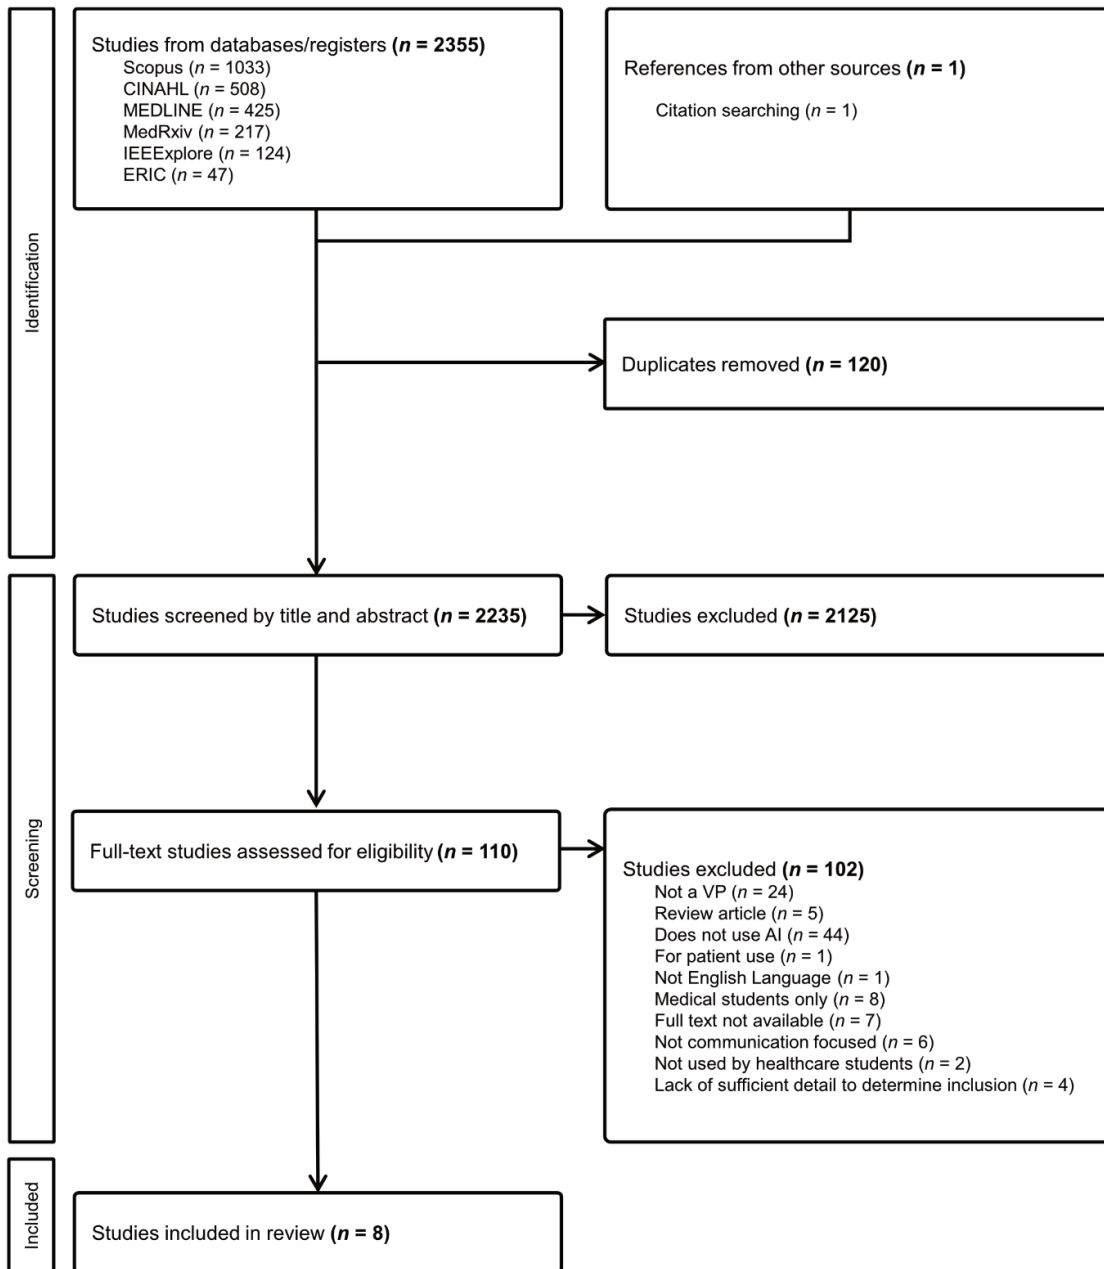 Identification
Studies from databases/registers (n = 2355)
Scopus (n = 1033)
CINAHL (n = 508)
MEDLINE (n = 425)
MedRxiv (n = 217)
IEEExplore (n = 124)
ERIC (n = 47)
References from other sources (n = 1)
Citation searching (n = 1)
Duplicates removed (n = 120)
Screening
Studies screened by title and abstract (n = 2235)
Studies excluded (n = 2125)
Full-text studies assessed for eligibility (n = 110)
Studies excluded (n = 102)
Not a VP (n = 24)
Review article (n = 5)
Does not use AI (n = 44)
For patient use (n = 1)
Not English Language (n = 1)
Medical students only (n = 8)
Full text not available (n = 7)
Not communication focused (n = 6)
Not used by healthcare students (n = 2)
Lack of sufficient detail to determine inclusion (n = 4)
Included
Studies included in review (n = 8)